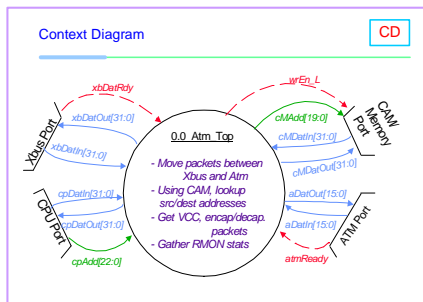 Context Diagram
CD
xbDatRdy
wrEn_L
xbDatOut[31:0]
0.0 Atm_Top
cMAdd[19:0]
CAM/
Memory
Port
Xbus Port
xbDatIn[31:0]
cMDatIn[31:0]
cMDatOut[31:0]
- Move packets between
Xbus and Atm
- Using CAM, lookup
src/dest addresses
- Get VCC, encap/decap.
packets
- Gather RMON stats
cpDatIn[31:0]
cpDatOut[31:0]
CPU Port
cpAdd[22:0]
aDatOut[15:0]
aDatIn[15:0]
ATM Port
atmReady